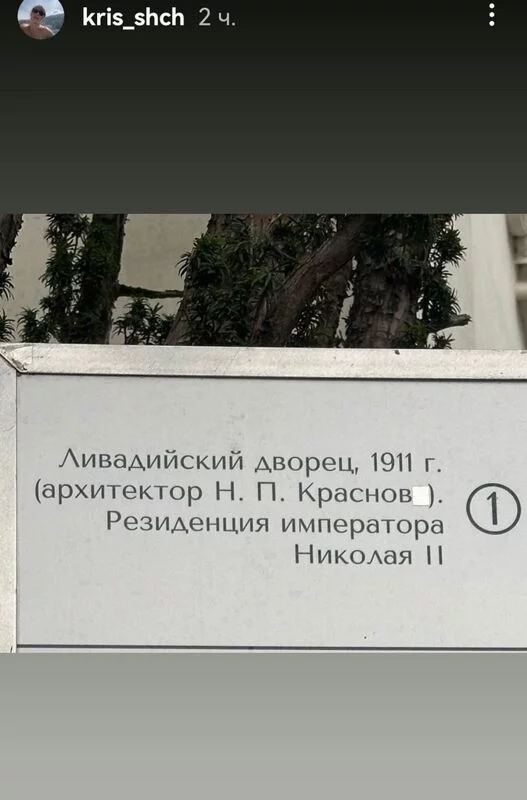 kris_shch 2 ч.
Ливадийский дворец, 1911 г.
(архитектор Н. П. Краснов ).
Резиденция императора
Николая II
1